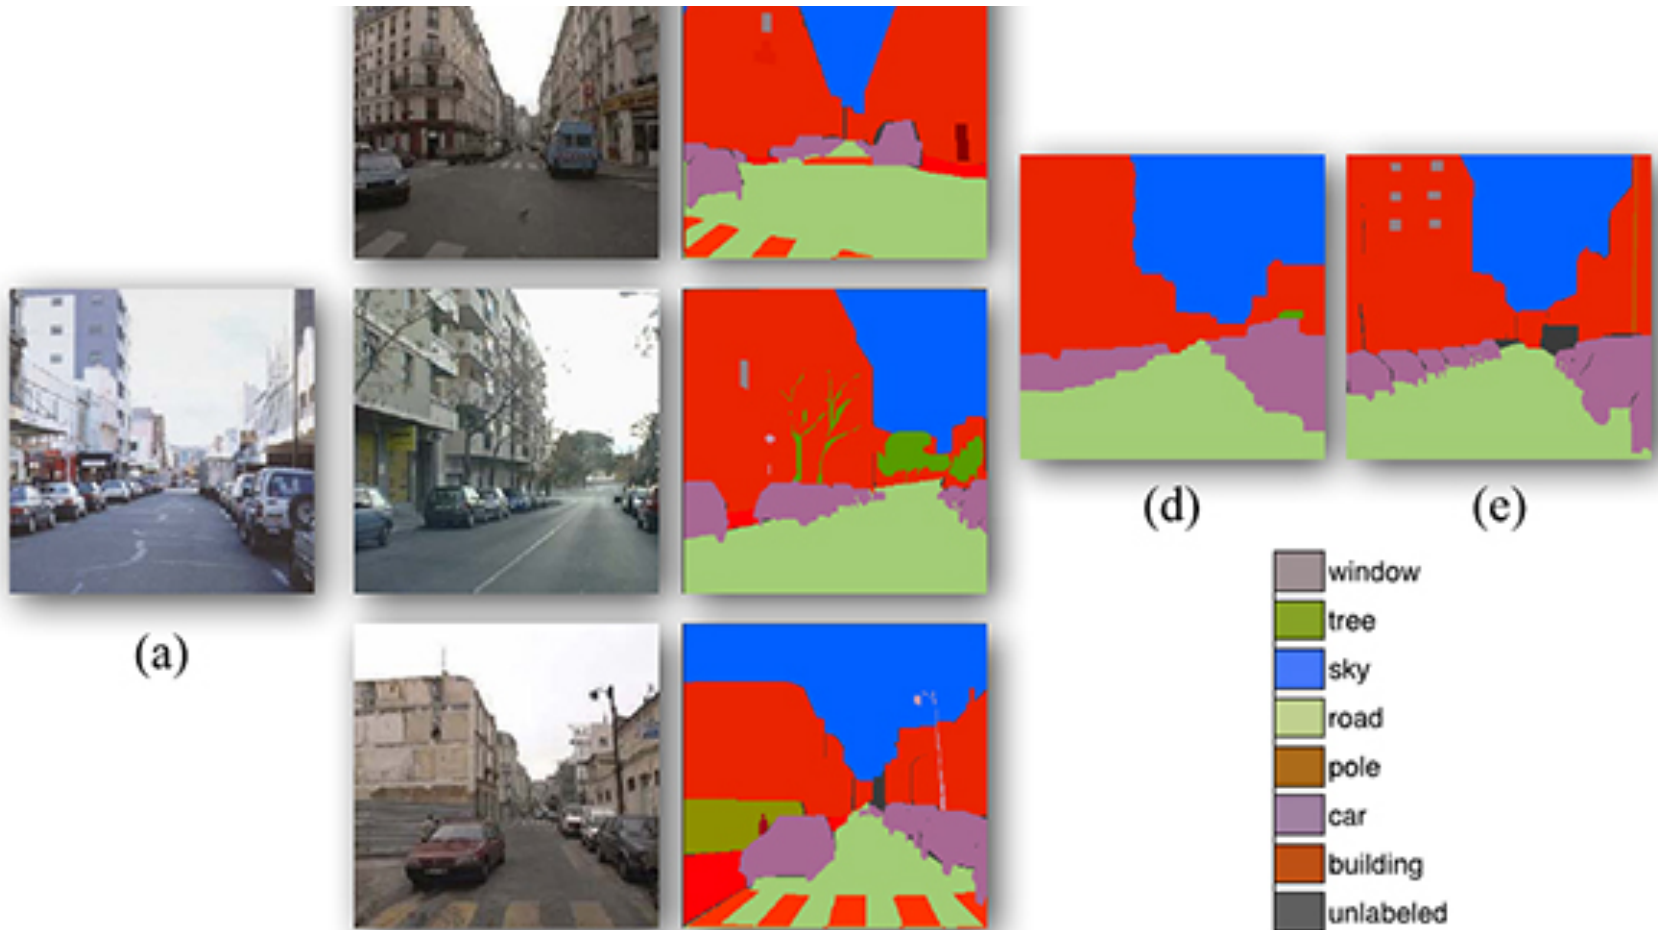 (a)
(d)
(e)
window
tree
sky
road
pole
car
building
unlabeled